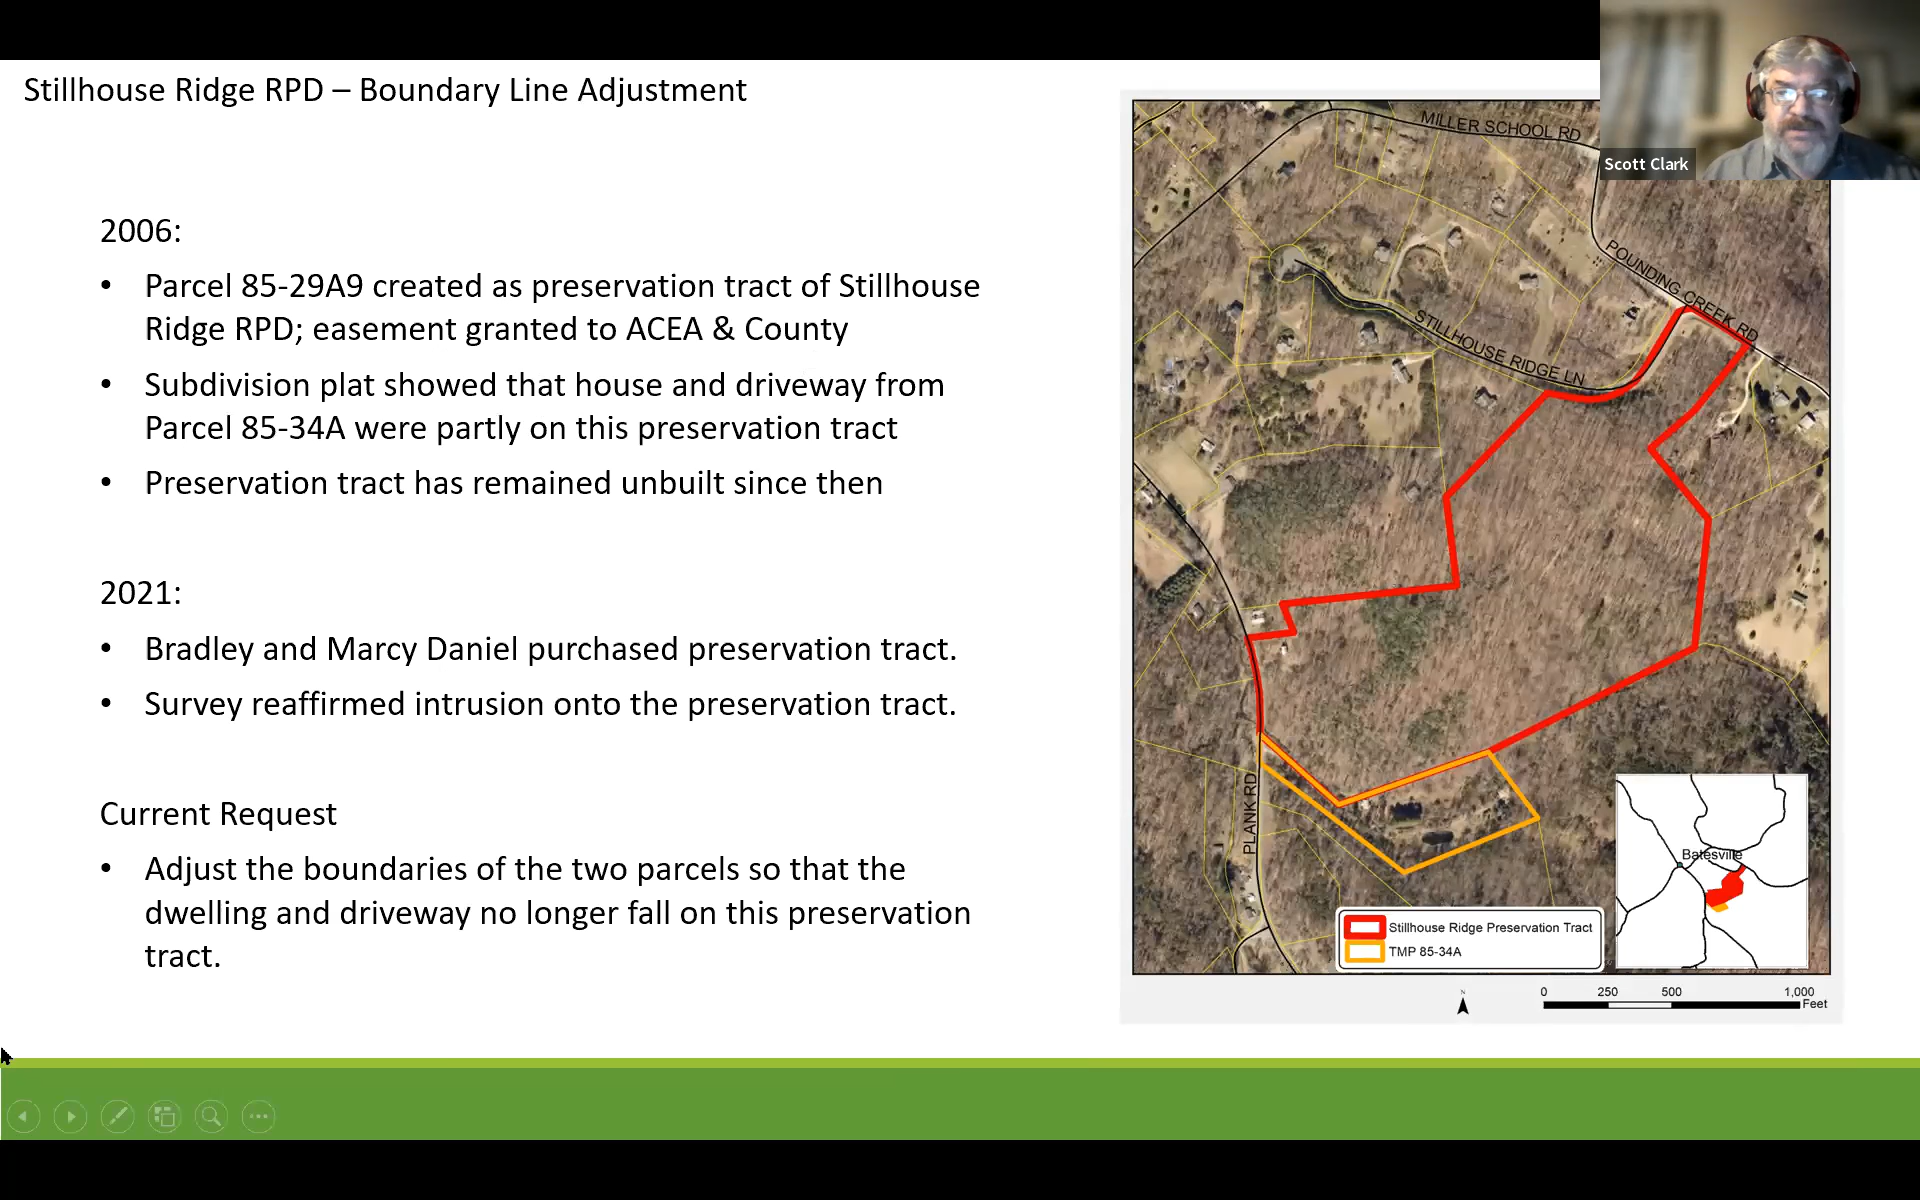 Stillhouse Ridge RPD – Boundary Line Adjustment
Scott Clark
2006:
• Parcel 85-29A9 created as preservation tract of Stillhouse
Ridge RPD; easement granted to ACEA & County
• Subdivision plat showed that house and driveway from
Parcel 85-34A were partly on this preservation tract
• Preservation tract has remained unbuilt since then
2021:
• Bradley and Marcy Daniel purchased preservation tract.
• Survey reaffirmed intrusion onto the preservation tract.
Current Request
• Adjust the boundaries of the two parcels so that the
dwelling and driveway no longer fall on this preservation
tract.
MILLER SCHOOL RD
POUNDING CREEK RD
STILLHOUSE RIDGE LN
PLANK RD
Batesville
Stillhouse Ridge Preservation Tract
TMP 85-34A
N
0 250 500 1,000
Feet